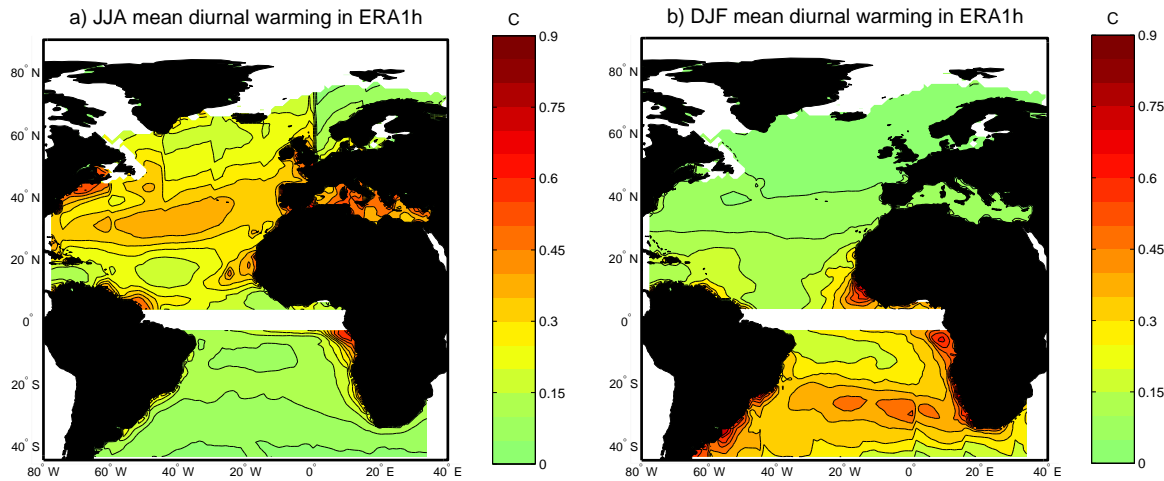 a) JJA mean diurnal warming in ERA1h
C
b) DJF mean diurnal warming in ERA1h
C
80° N
60° N
40° N
20° N
0°
20° S
40° S
80° W
60° W
40° W
20° W
0°
20° E
40° E
0.9
0.75
0.6
0.45
0.3
0.15
0
80° N
60° N
40° N
20° N
0°
20° S
40° S
80° W
60° W
40° W
20° W
0°
20° E
40° E
0.9
0.75
0.6
0.45
0.3
0.15
0